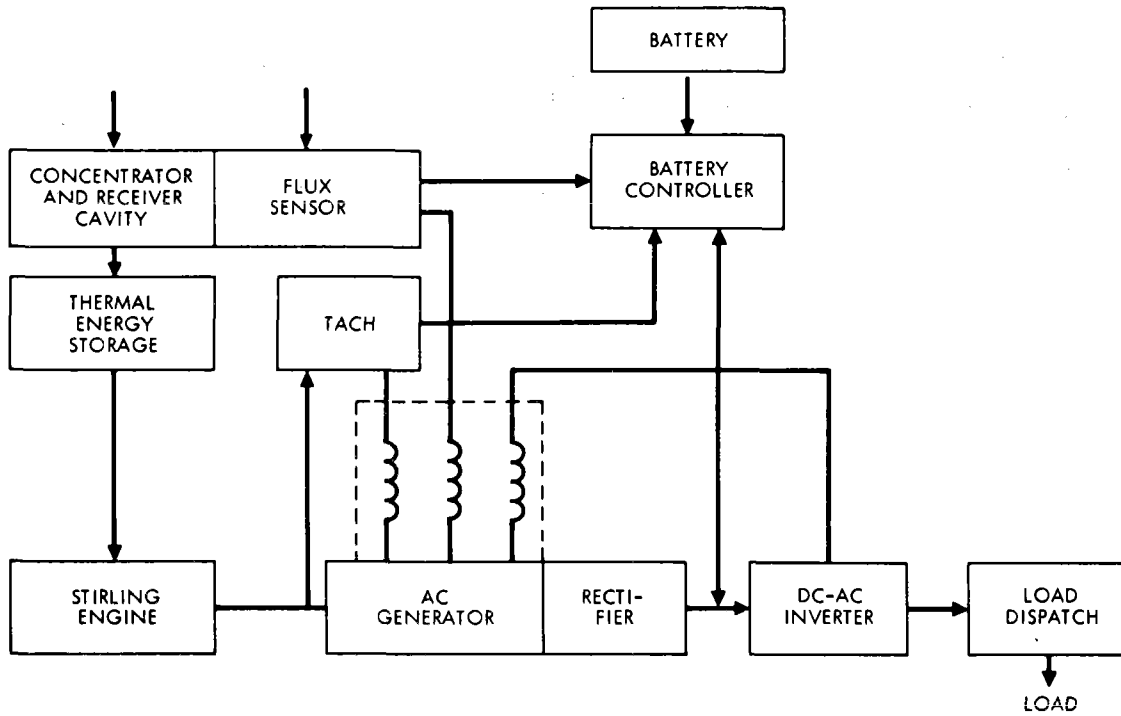 BATTERY
CONCENTRATOR
AND RECEIVER
CAVITY
FLUX
SENSOR
BATTERY
CONTROLLER
THERMAL
ENERGY
STORAGE
TACH
STIRLING
ENGINE
AC
GENERATOR
RECTI-
FIER
DC-AC
INVERTER
LOAD
DISPATCH
LOAD